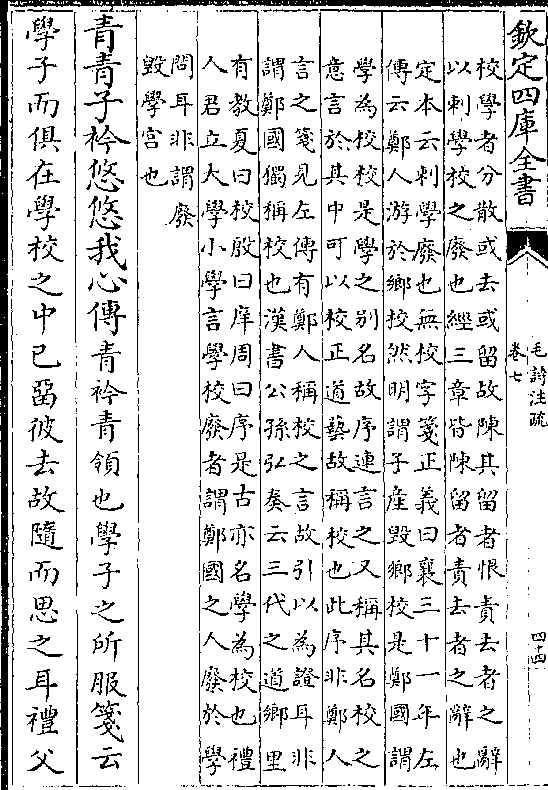 欽定四庫全書
毛詩注疏
卷七
四十四
校學者分散或去或留故陳其留者恨責去者之辭
以刺學校之廢也經三章皆陳留者責去者之辭也
定本云刺學廢也無校字箋正義曰襄三十一年左
傳云鄭人游於鄉校然明謂子產毀鄉校是鄭國謂
學為校校是學之別名故序連言之又稱其名校之
意言於其中可以校正道藝故稱校也此序非鄭人
言之箋見左傳有鄭人稱校之言故引以為證耳非
謂鄭國獨稱校也漢書公孫弘奏云三代之道鄉里
有教夏曰校殷曰庠周曰序是古亦名學為校也禮
人君立大學小學言學校廢者謂鄭國之人廢於學
問耳非謂廢
毀學宮也
青青子衿悠悠我心傳青衿青領也學子之所服箋云
學子而俱在學校之中已留彼去故隨而思之耳禮父